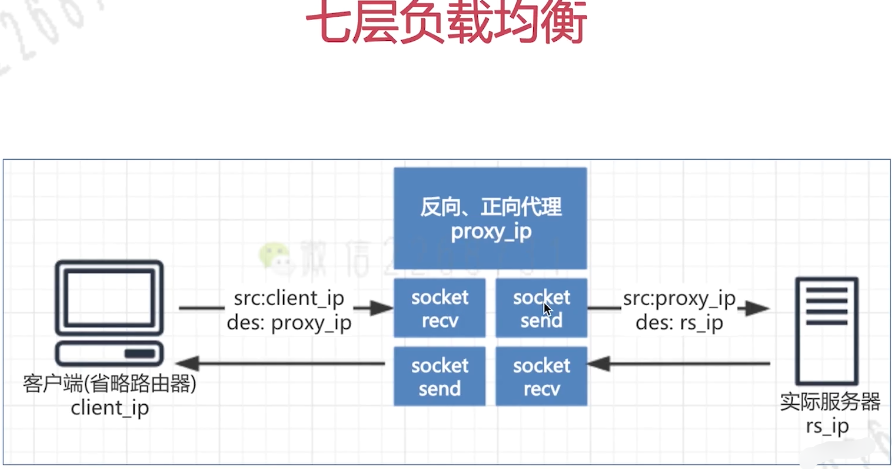 七层负载均衡
反向、正向代理
proxy_ip
src:client_ip
des: proxy_ip
socket
recv
socket
send
src:proxy_ip
des: rs_ip
socket
send
socket
recv
客户端(省略路由器)
client_ip
实际服务器
rs_ip